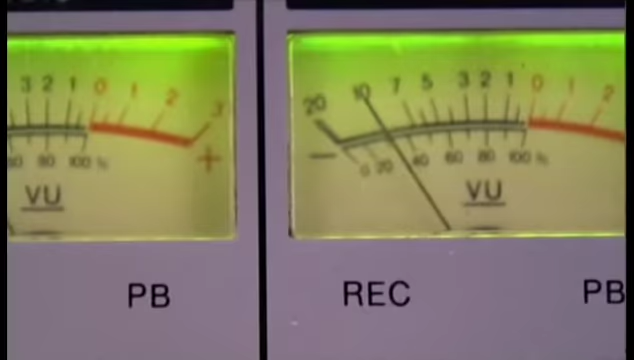 3 2 1 0 1 2 3
+
80 100 %
VU
PB
20 10 7 5 3 2 1 0 1 2
−
0 20 40 60 80 100 %
VU
REC PB